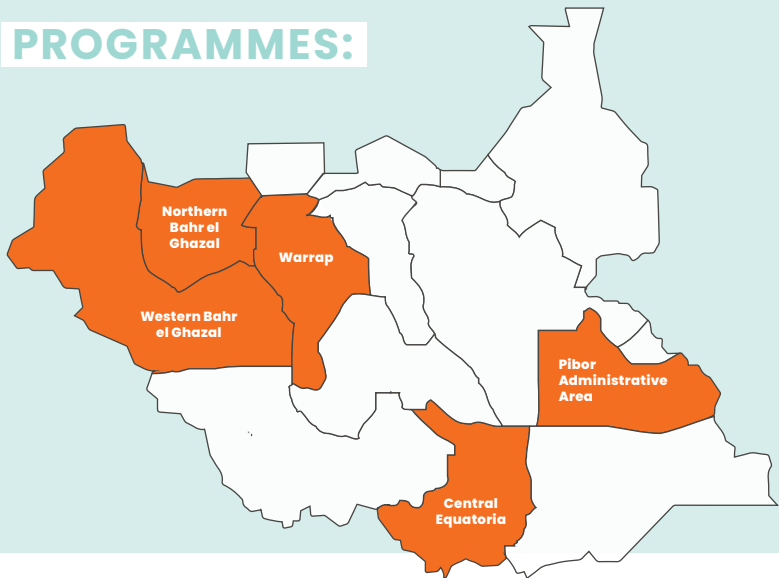 PROGRAMMES:
Northern
Bahr el
Ghazal
Warrap
Western Bahr
el Ghazal
Pibor
Administrative
Area
Central
Equatoria